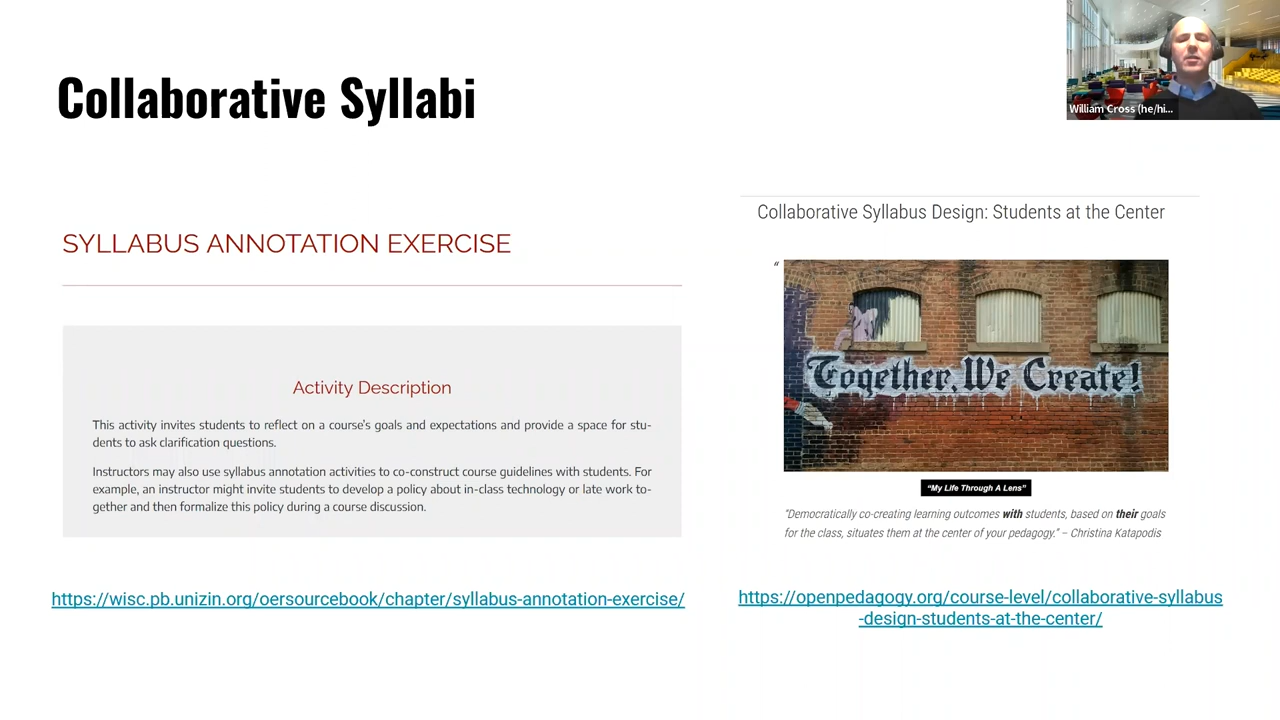 Collaborative Syllabi
William Cross (he/hi...
SYLLABUS ANNOTATION EXERCISE
Activity Description
This activity invites students to reflect on a course's goals and expectations and provide a space for stu-
dents to ask clarification questions.
Instructors may also use syllabus annotation activities to co-construct course guidelines with students. For
example, an instructor might invite students to develop a policy about in-class technology or late work to-
gether and then formalize this policy during a course discussion.
https://wisc.pb.unizin.org/oersourcebook/chapter/syllabus-annotation-exercise/
Collaborative Syllabus Design: Students at the Center
“
Together, We Create!
“My Life Through A Lens”
“Democratically co-creating learning outcomes with students, based on their goals
for the class, situates them at the center of your pedagogy.” – Christina Katapodis
https://openpedagogy.org/course-level/collaborative-syllabus
-design-students-at-the-center/